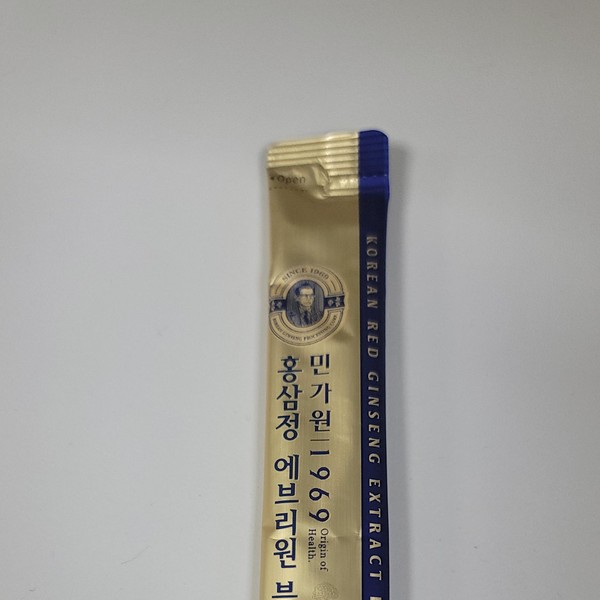 Open
SINCE 1969
민가원 1969
Origin of
Health.
홍삼정 에브리원
KOREAN RED GINSENG EXTRACT